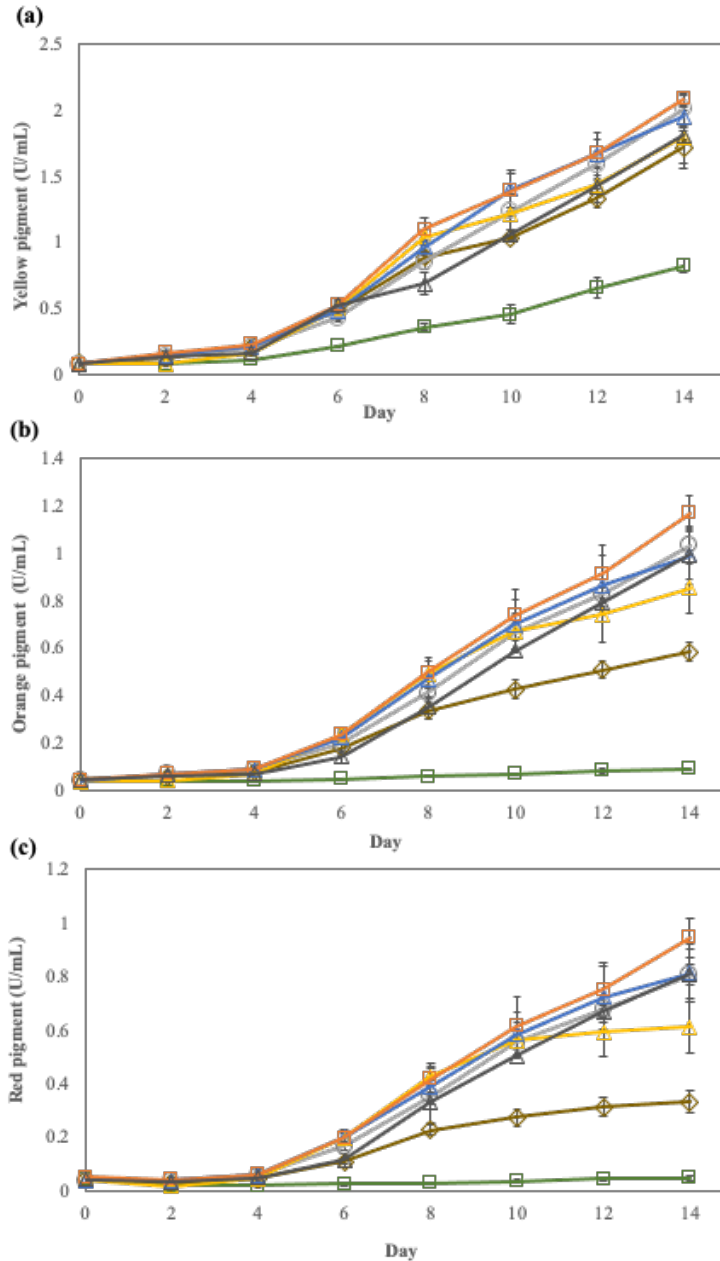 (a)
Yellow pigment (U/mL)
2.5
2
1.5
1
0.5
0
0 2 4 6 8 10 12 14
Day
(b)
Orange pigment (U/mL)
1.4
1.2
1
0.8
0.6
0.4
0.2
0
0 2 4 6 8 10 12 14
Day
(c)
Red pigment (U/mL)
1.2
1
0.8
0.6
0.4
0.2
0
0 2 4 6 8 10 12 14
Day